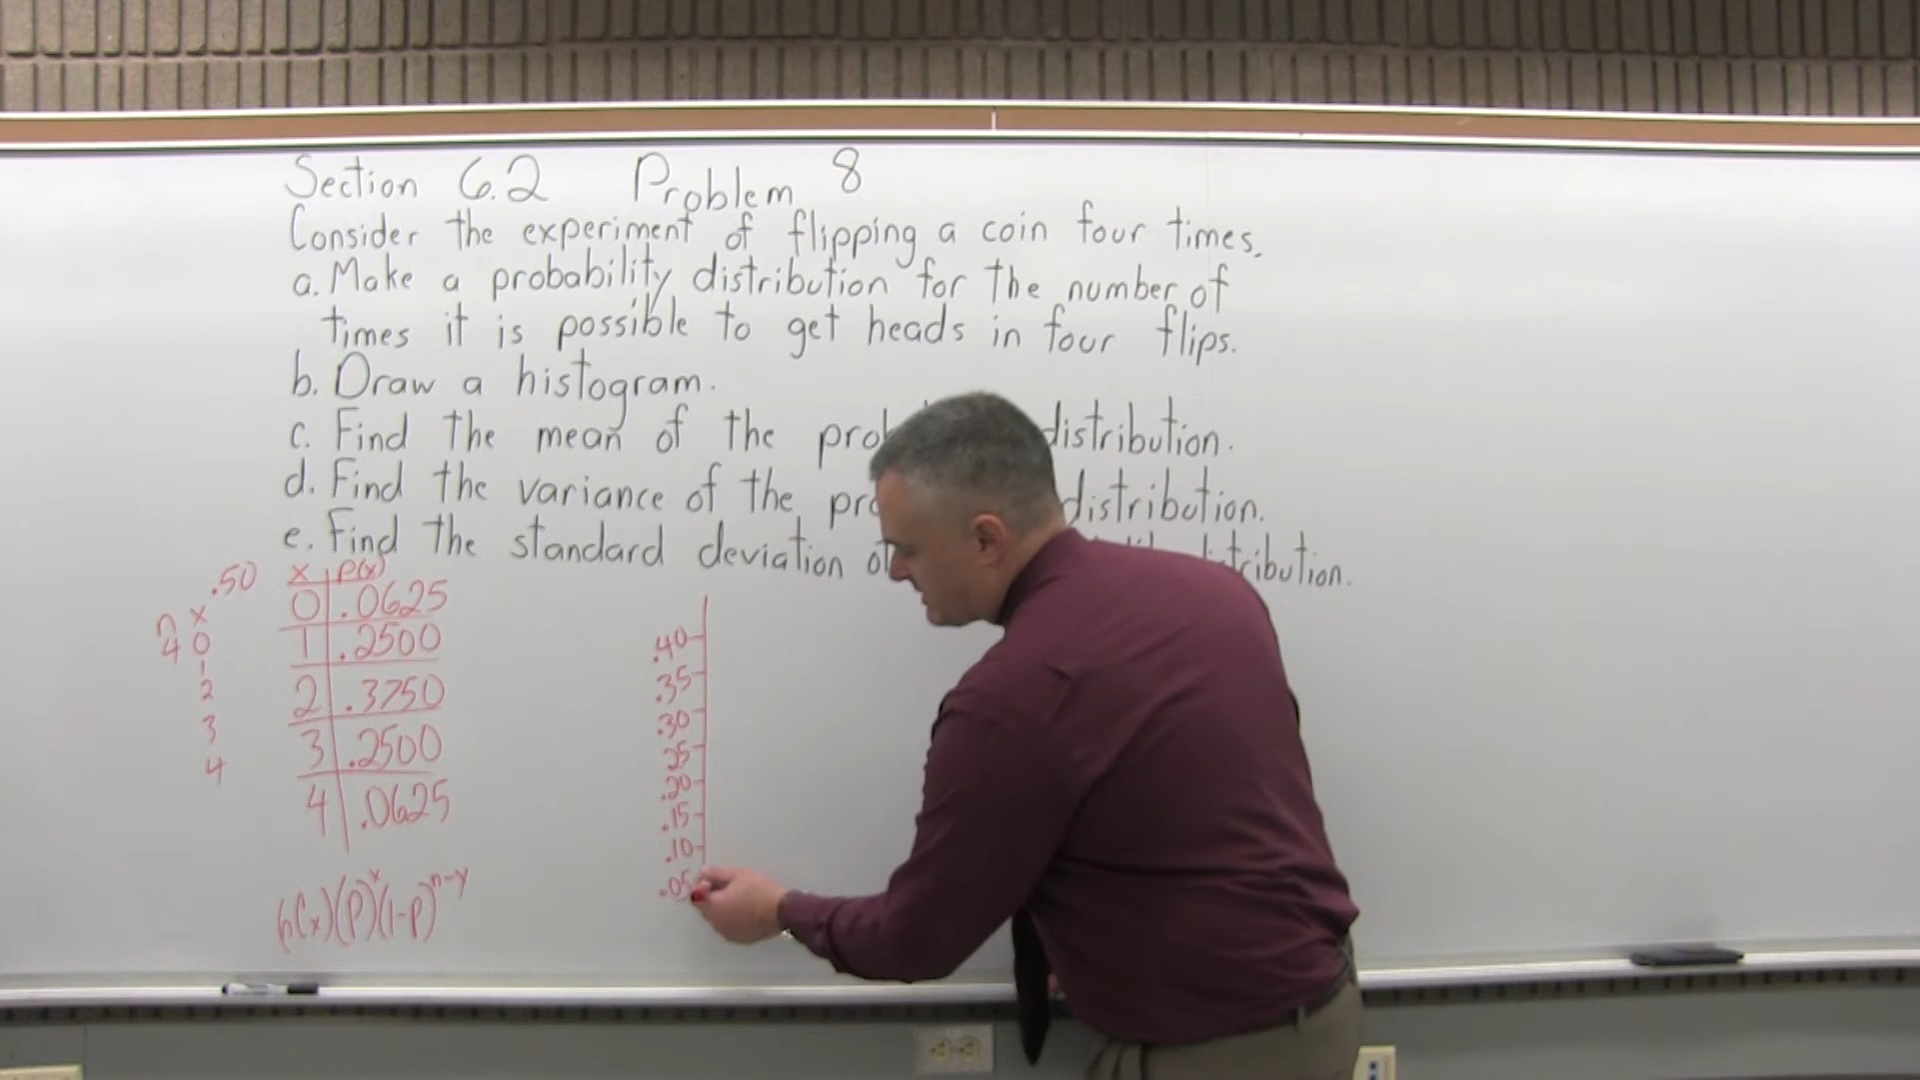 Section 6.2 Problem 8
Consider the experiment of flipping a coin four times.
a. Make a probability distribution for the number of
times it is possible to get heads in four flips.
b. Draw a histogram.
c. Find the mean of the distribution.
d. Find the variance of the distribution.
e. Find the standard deviation
.50
n x
4 0
1
2
3
4
x P(x)
0 .0625
1 .2500
2 .3750
3 .2500
4 .0625
(nCx)(p)^x(1-p)^n-x
.40
.35
.30
.25
.20
.15
.10
.05